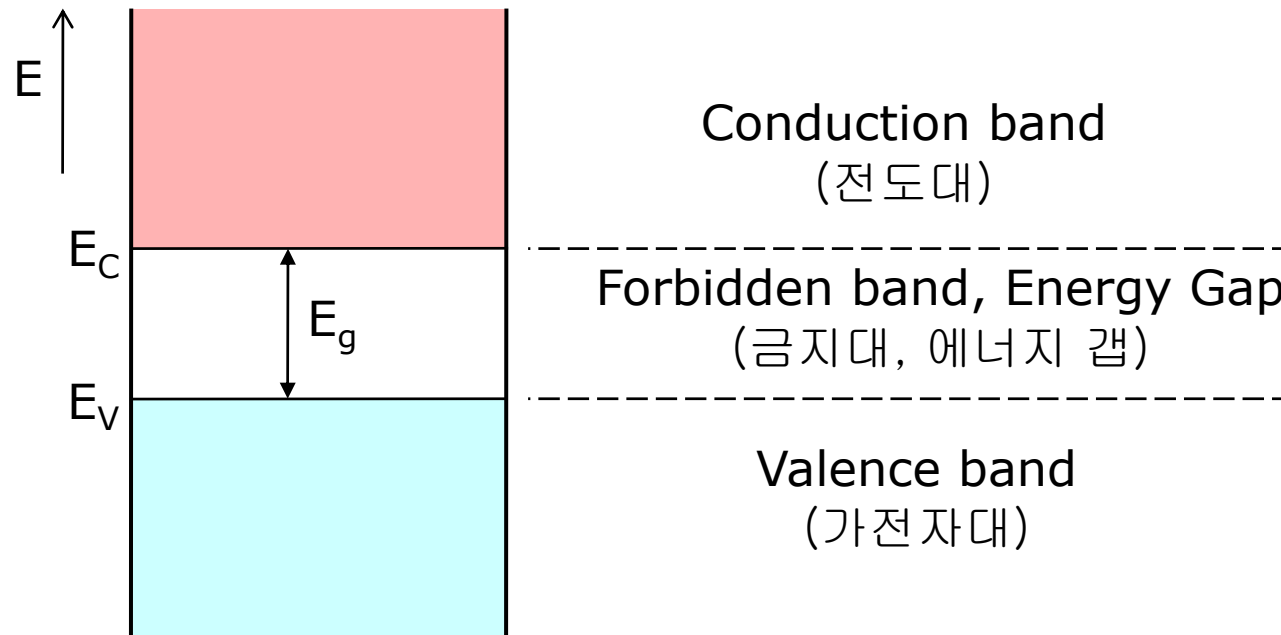 E
Conduction band
(전도대)
E_C
Forbidden band, Energy Gap
E_g
(금지대, 에너지 갭)
E_V
Valence band
(가전자대)